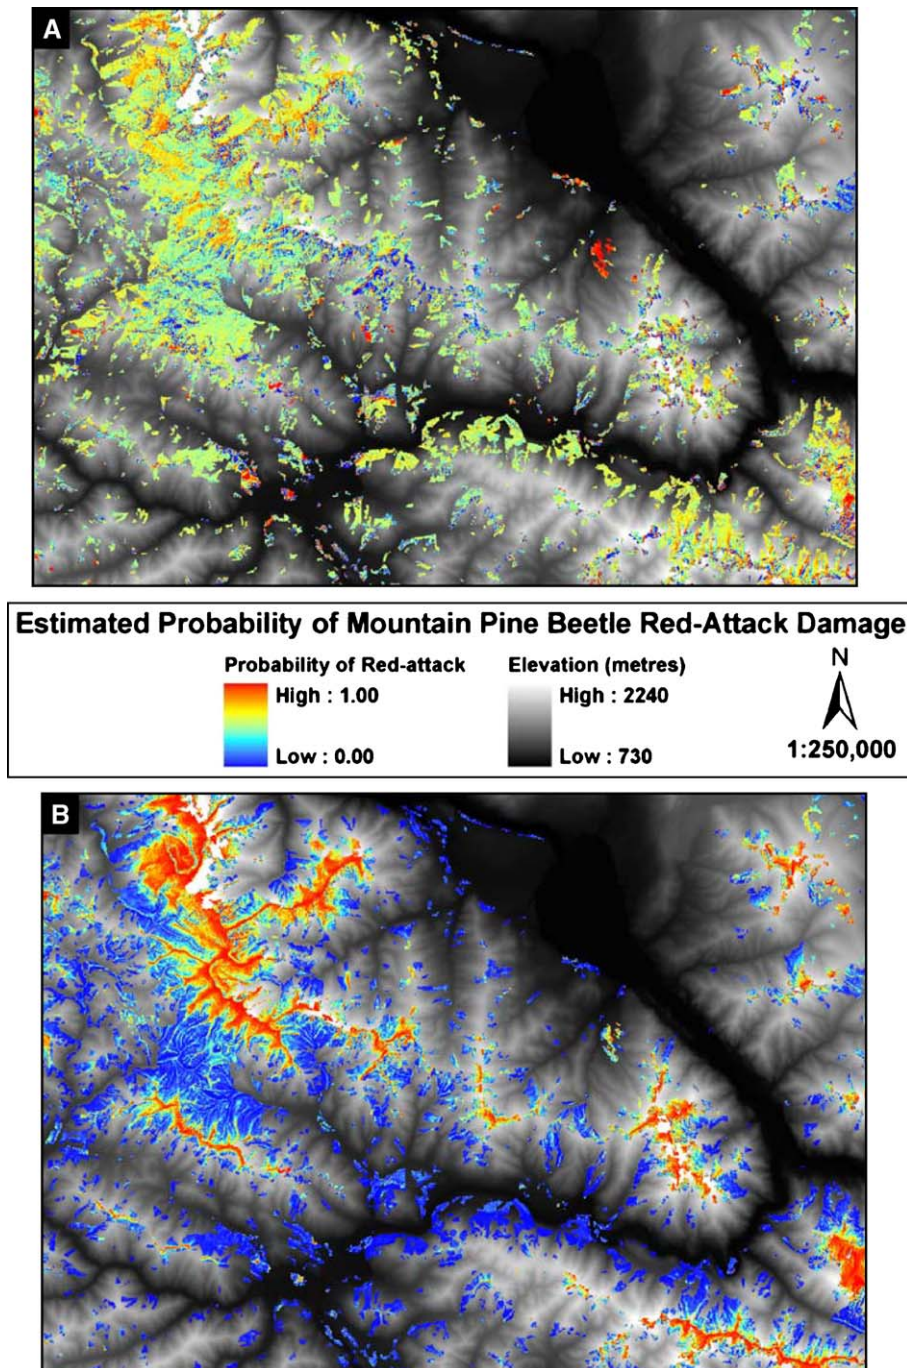 A
Estimated Probability of Mountain Pine Beetle Red-Attack Damage
Probability of Red-attack
High : 1.00
Low : 0.00
Elevation (metres)
High : 2240
Low : 730
N
1:250,000
B